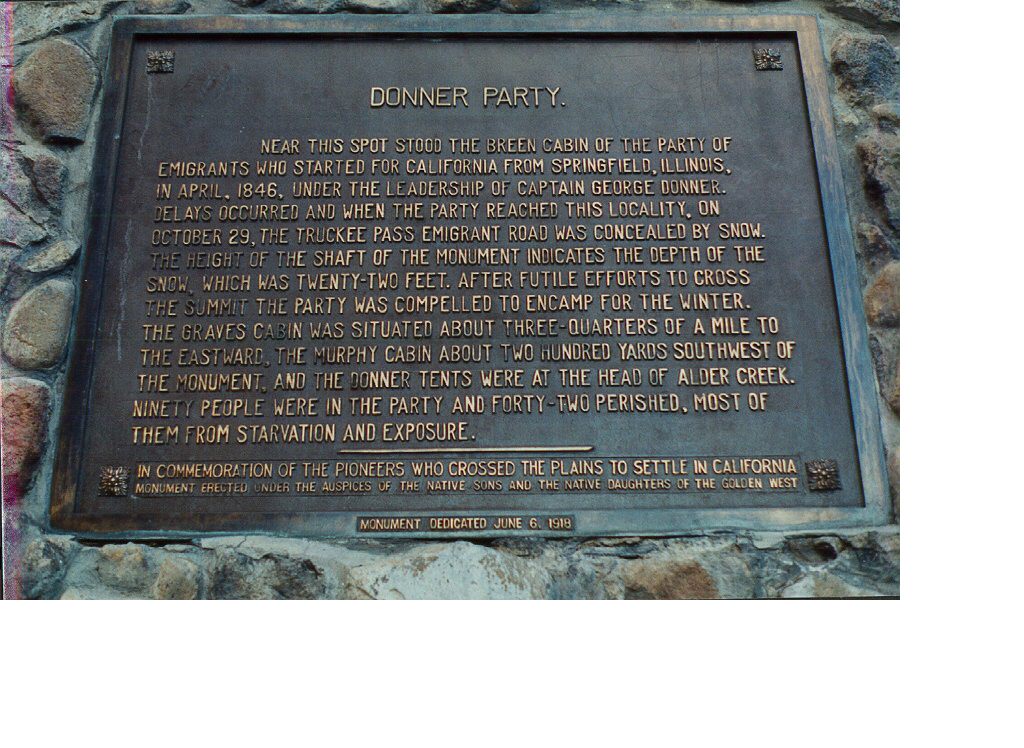 DONNER PARTY.
NEAR THIS SPOT STOOD THE BREEN CABIN OF THE PARTY OF
EMIGRANTS WHO STARTED FOR CALIFORNIA FROM SPRINGFIELD, ILLINOIS,
IN APRIL, 1846, UNDER THE LEADERSHIP OF CAPTAIN GEORGE DONNER.
DELAYS OCCURRED AND WHEN THE PARTY REACHED THIS LOCALITY, ON
OCTOBER 29, THE TRUCKEE PASS EMIGRANT ROAD WAS CONCEALED BY SNOW.
THE HEIGHT OF THE SHAFT OF THE MONUMENT INDICATES THE DEPTH OF THE
SNOW, WHICH WAS TWENTY-TWO FEET. AFTER FUTILE EFFORTS TO CROSS
THE SUMMIT THE PARTY WAS COMPELLED TO ENCAMP FOR THE WINTER.
THE GRAVES CABIN WAS SITUATED ABOUT THREE-QUARTERS OF A MILE TO
THE EASTWARD, THE MURPHY CABIN ABOUT TWO HUNDRED YARDS SOUTHWEST OF
THE MONUMENT, AND THE DONNER TENTS WERE AT THE HEAD OF ALDER CREEK.
NINETY PEOPLE WERE IN THE PARTY AND FORTY-TWO PERISHED, MOST OF
THEM FROM STARVATION AND EXPOSURE.
IN COMMEMORATION OF THE PIONEERS WHO CROSSED THE PLAINS TO SETTLE IN CALIFORNIA
MONUMENT ERECTED UNDER THE AUSPICES OF THE NATIVE SONS AND THE NATIVE DAUGHTERS OF THE GOLDEN WEST
MONUMENT DEDICATED JUNE 6, 1918